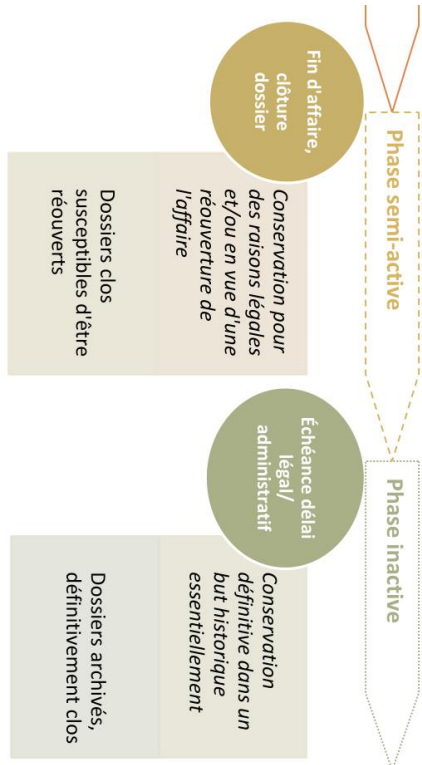 Phase semi-active
Fin d'affaire,
clôture
dossier
Conservation pour
des raisons légales
et/ou en vue d'une
réouverture de
l'affaire
Dossiers clos
susceptibles d'être
réouverts
Phase inactive
Échéance délai
légal/
administratif
Conservation
définitive dans un
but historique
essentiellement
Dossiers archivés,
définitivement clos